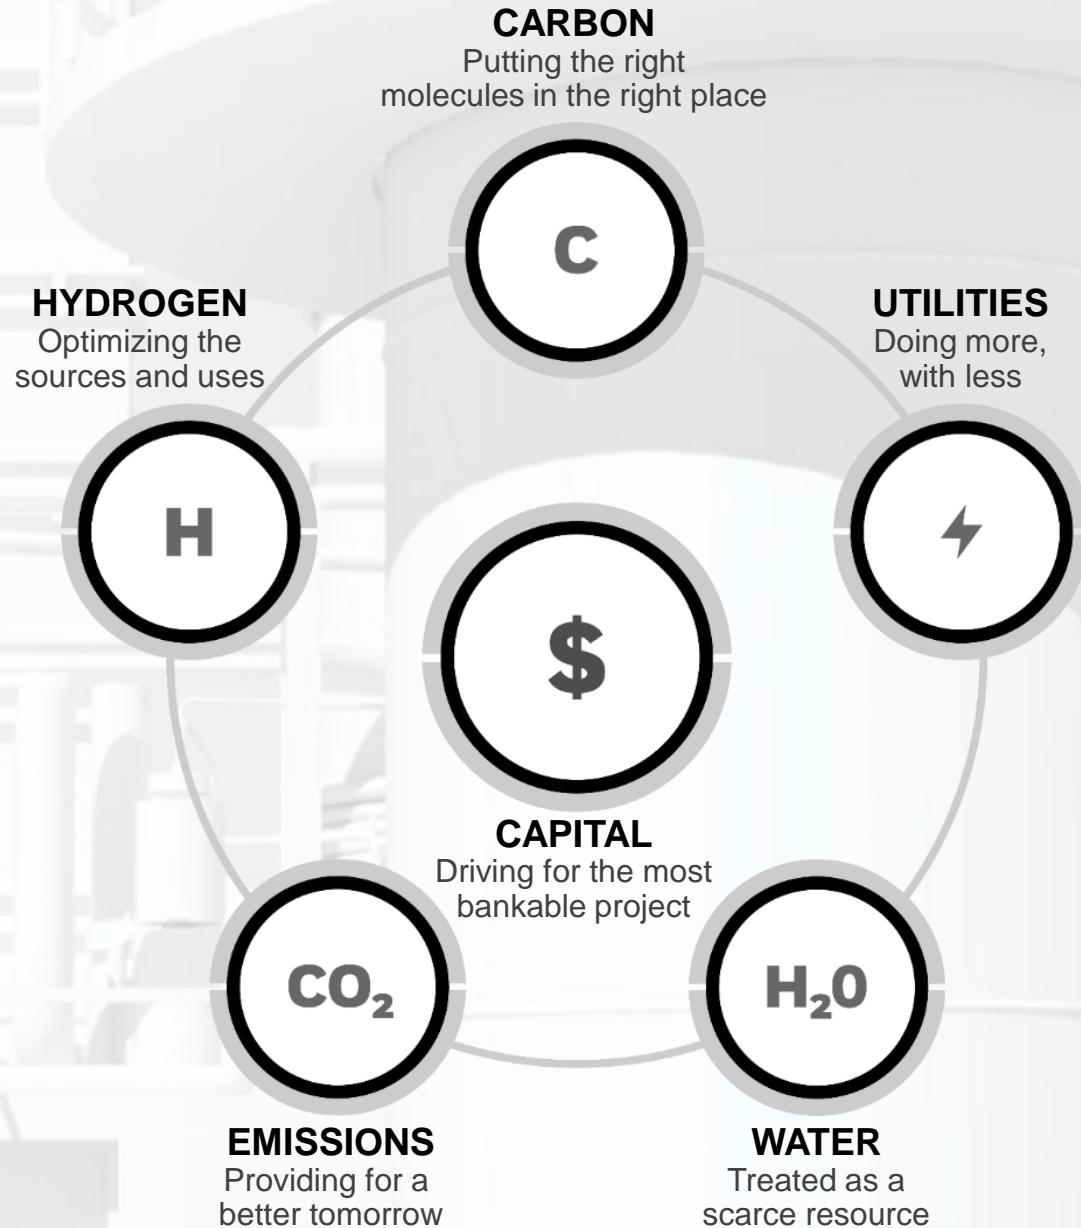 CARBON
Putting the right
molecules in the right place
C
HYDROGEN
Optimizing the
sources and uses
H
UTILITIES
Doing more,
with less
$
CAPITAL
Driving for the most
bankable project
CO₂
EMISSIONS
Providing for a
better tomorrow
H₂0
WATER
Treated as a
scarce resource